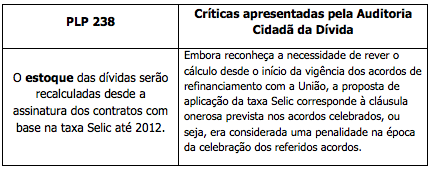 PLP 238
Críticas apresentadas pela Auditoria
Cidadã da Dívida
O estoque das dívidas serão
recalculadas desde a
assinatura dos contratos com
base na taxa Selic até 2012.
Embora reconheça a necessidade de rever o
cálculo desde o início da vigência dos acordos de
refinanciamento com a União, a proposta de
aplicação da taxa Selic corresponde à cláusula
onerosa prevista nos acordos celebrados, ou
seja, era considerada uma penalidade na época
da celebração dos referidos acordos.